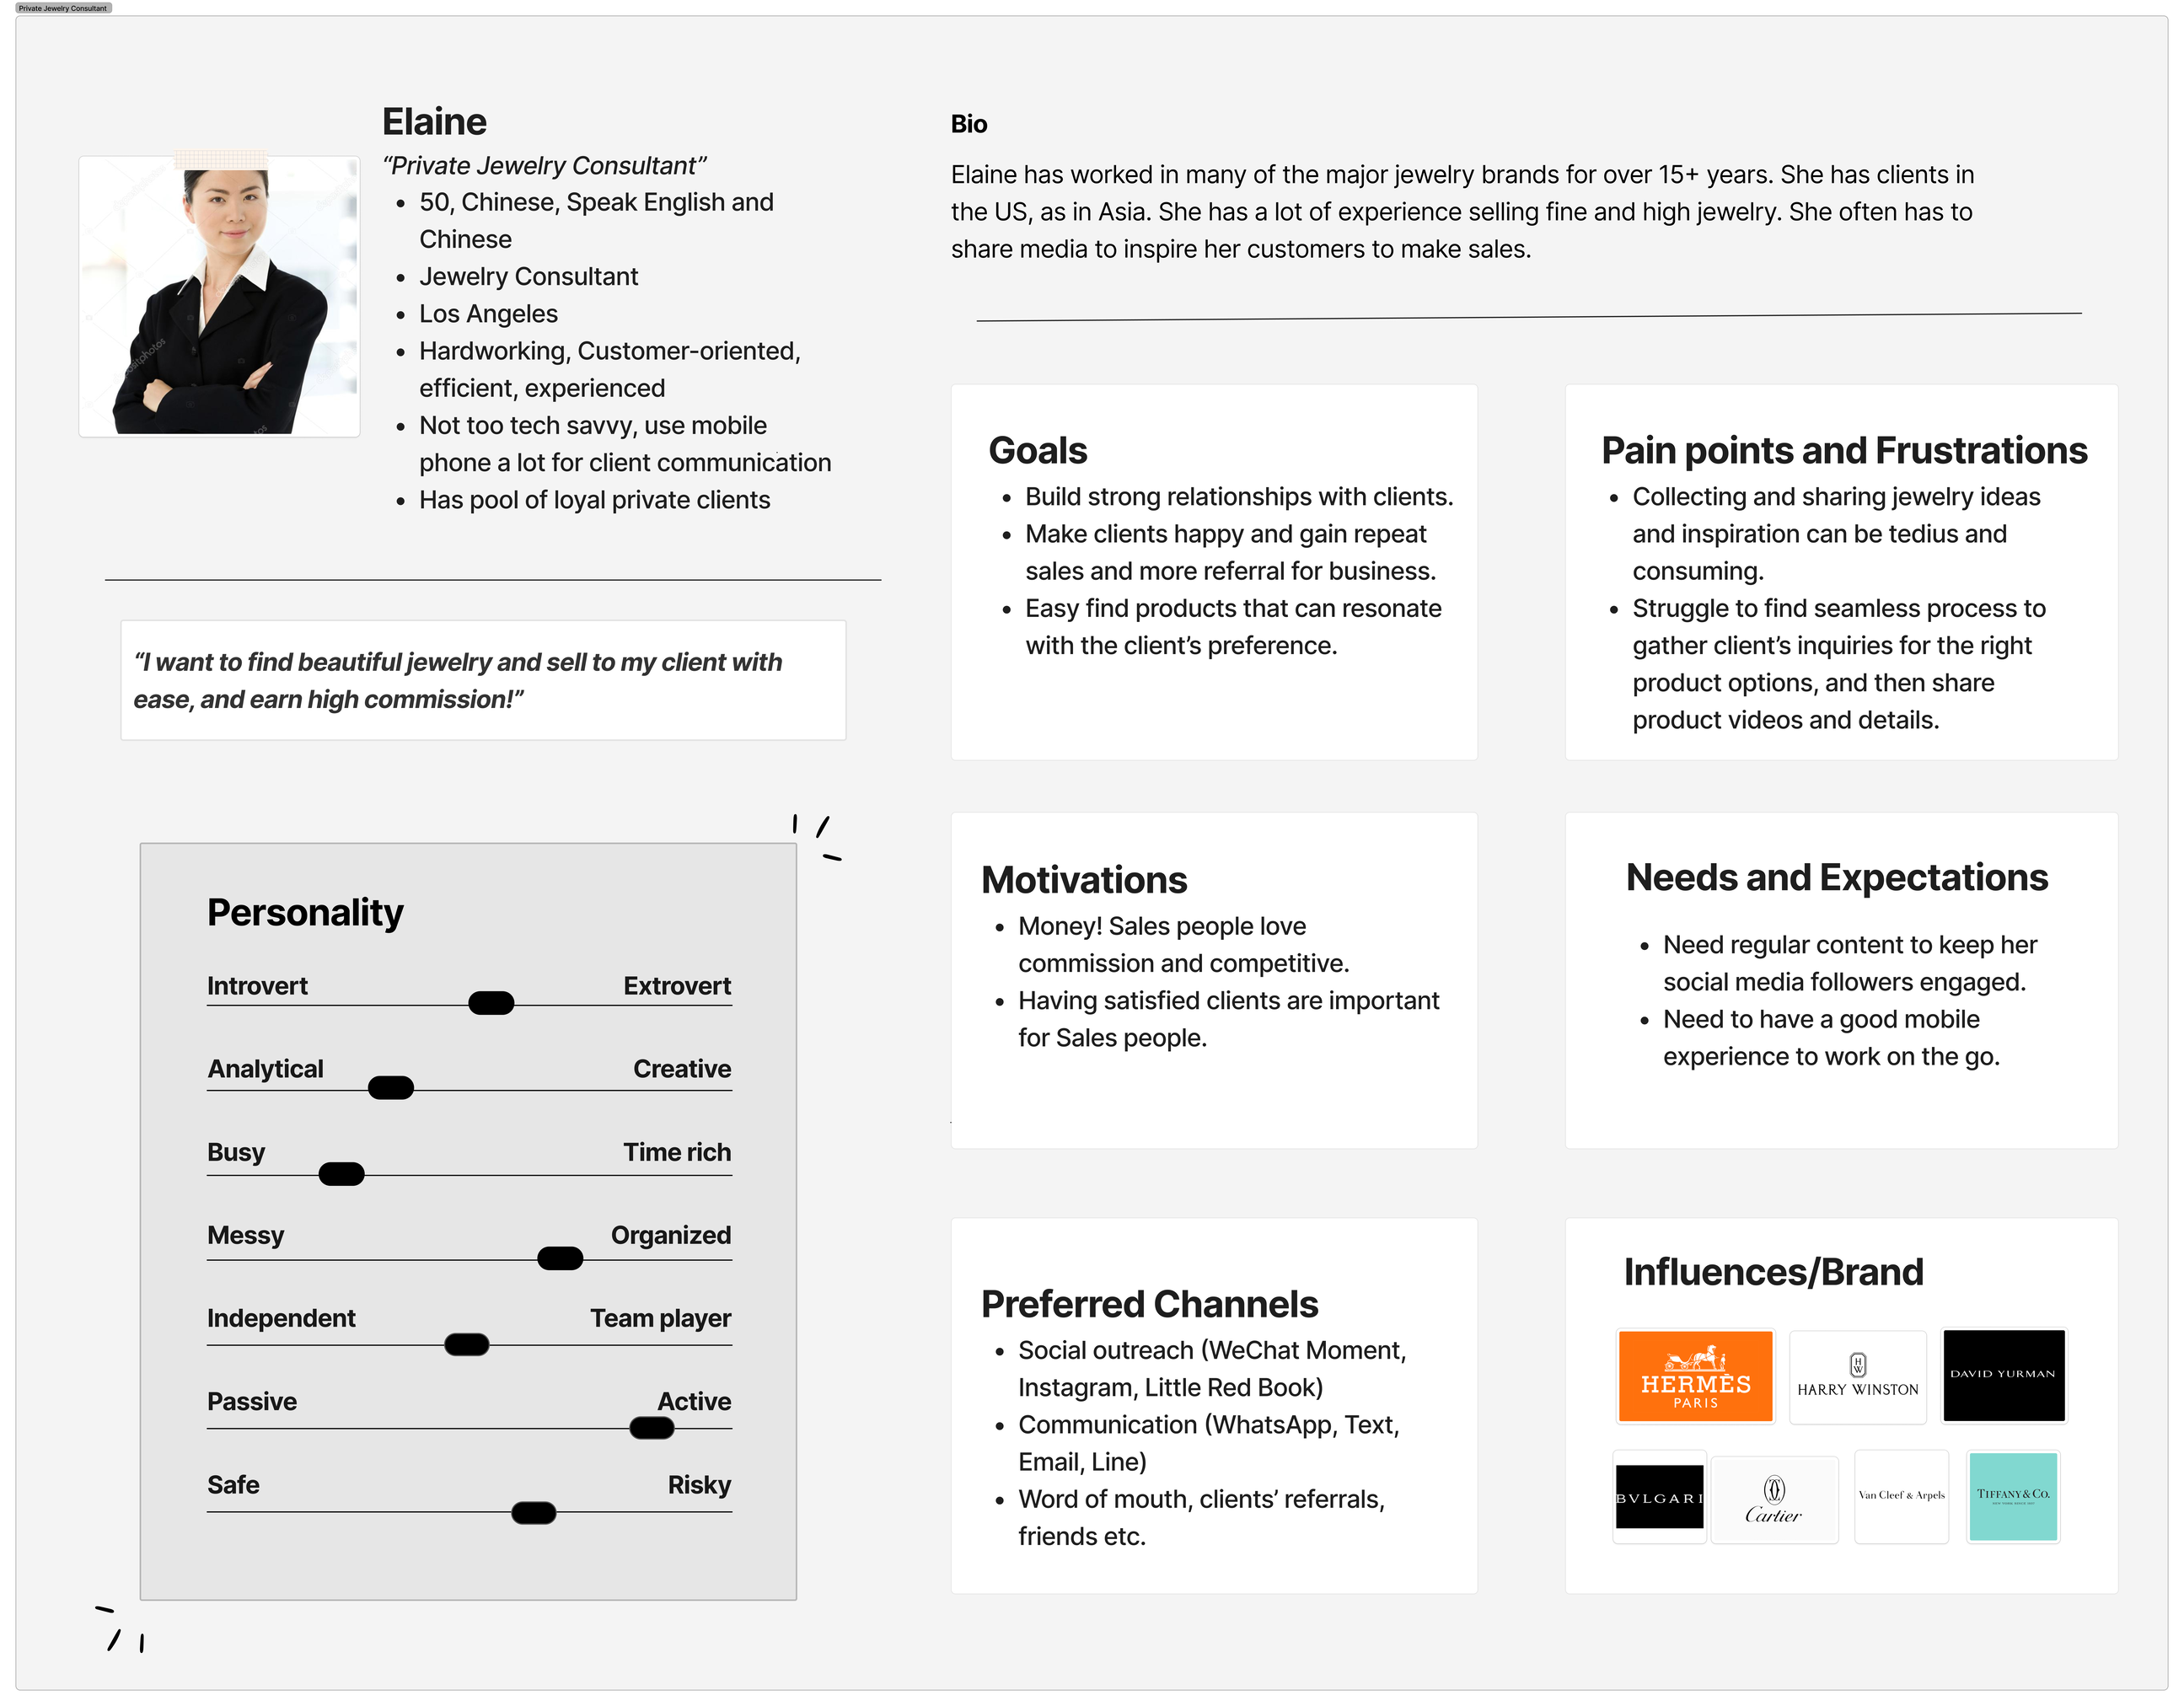 Private Jewelry Consultant
Elaine
“Private Jewelry Consultant”
50, Chinese, Speak English and
Chinese
Jewelry Consultant
Los Angeles
Hardworking, Customer-oriented,
efficient, experienced
Not too tech savvy, use mobile
phone a lot for client communication
Has pool of loyal private clients
“I want to find beautiful jewelry and sell to my client with
ease, and earn high commission!”
Personality
Introvert Extrovert
Analytical Creative
Busy Time rich
Messy Organized
Independent Team player
Passive Active
Safe Risky
Bio
Elaine has worked in many of the major jewelry brands for over 15+ years. She has clients in
the US, as in Asia. She has a lot of experience selling fine and high jewelry. She often has to
share media to inspire her customers to make sales.
Goals
Build strong relationships with clients.
Make clients happy and gain repeat
sales and more referral for business.
Easy find products that can resonate
with the client’s preference.
Pain points and Frustrations
Collecting and sharing jewelry ideas
and inspiration can be tedius and
consuming.
Struggle to find seamless process to
gather client’s inquiries for the right
product options, and then share
product videos and details.
Motivations
Money! Sales people love
commission and competitive.
Having satisfied clients are important
for Sales people.
Needs and Expectations
Need regular content to keep her
social media followers engaged.
Need to have a good mobile
experience to work on the go.
Preferred Channels
Social outreach (WeChat Moment,
Instagram, Little Red Book)
Communication (WhatsApp, Text,
Email, Line)
Word of mouth, clients’ referrals,
friends etc.
Influences/Brand
HERMĒS
PARIS
HW
HARRY WINSTON
DAVID YURMAN
BVLGARI
Cartier
Van Cleef & Arpels
TIFFANY & CO.